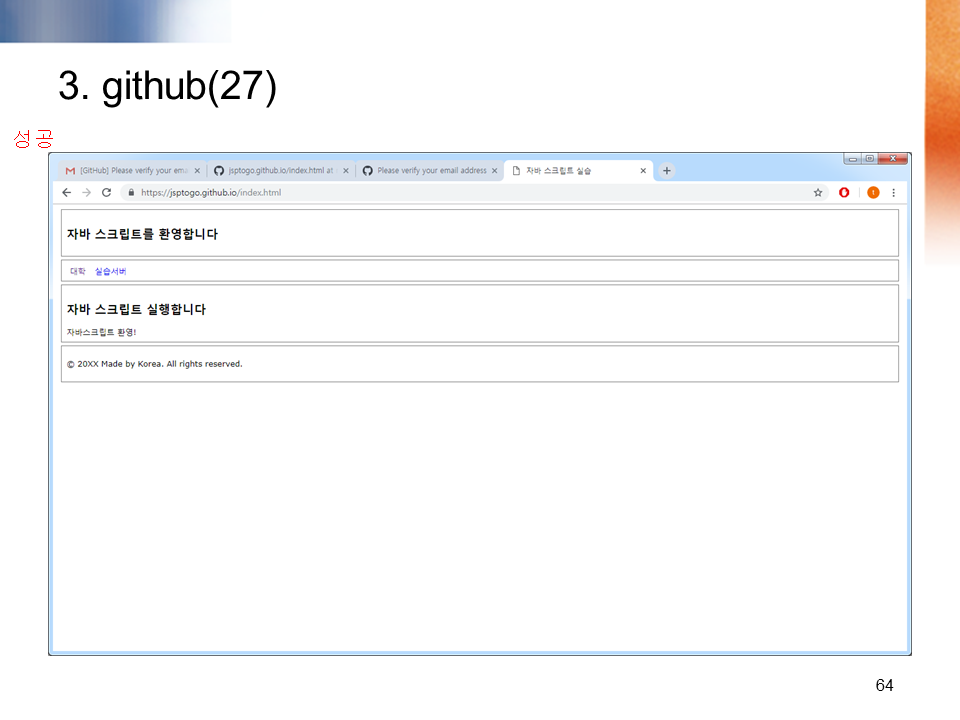 3. github(27)
성공
[GitHub] Please verify your ema
jsptogo.github.io/index.html at
Please verify your email address
자바 스크립트 실습
https://jsptogo.github.io/index.html
자바 스크립트를 환영합니다
대학 실습서버
자바 스크립트 실행합니다
자바스크립트 환영!
© 20XX Made by Korea. All rights reserved.
64